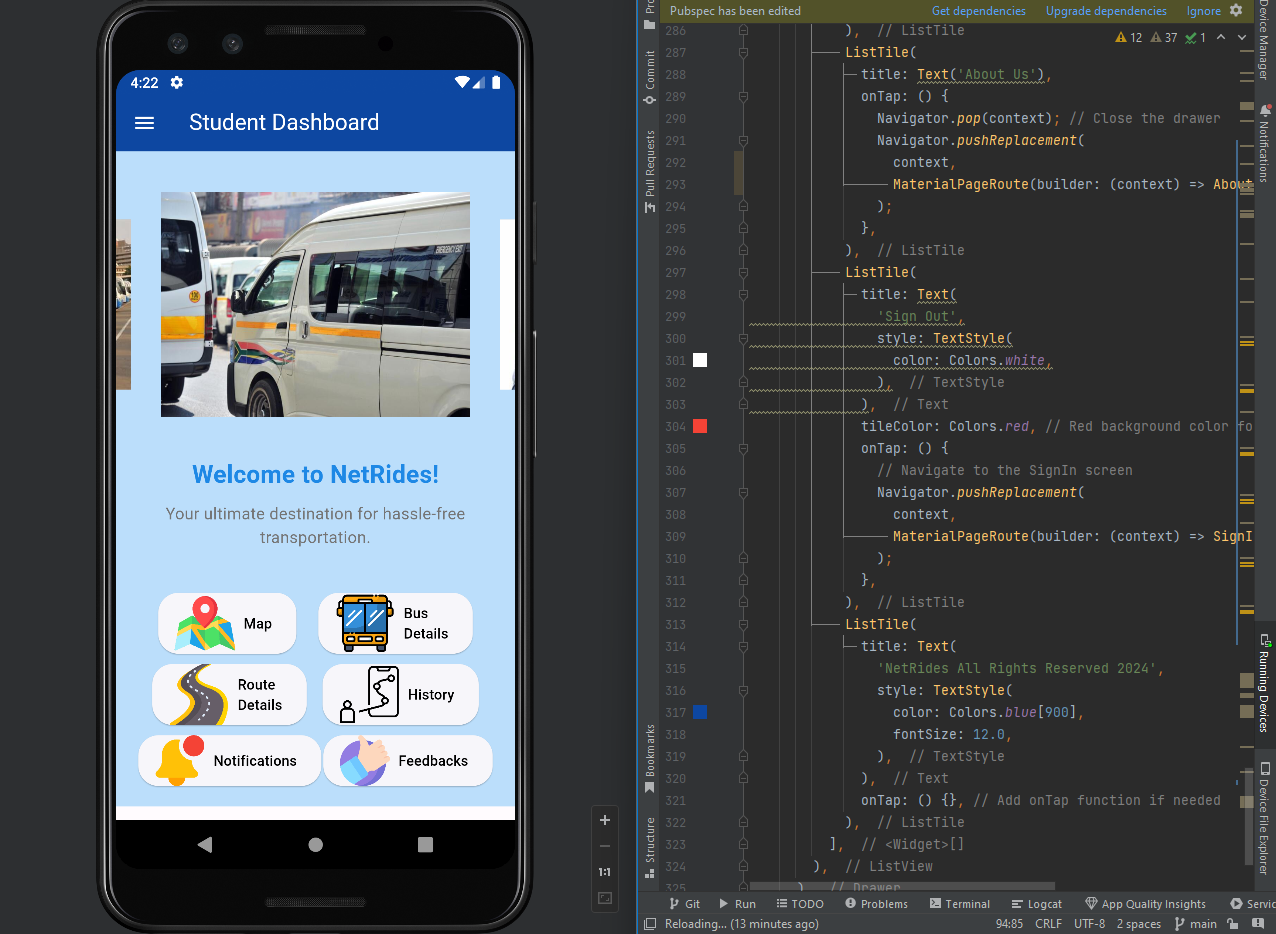 4:22
Student Dashboard
EMERGENCY EXIT
Welcome to NetRides!
Your ultimate destination for hassle-free
transportation.
Map
Bus
Details
Route
Details
History
Notifications
Feedbacks
1:1
Commit
Pull Requests
Bookmarks
Structure
Pubspec has been edited
Get dependencies
Upgrade dependencies
Ignore
12
37
1
286 ), // ListTile
287 ListTile(
288 title: Text('About Us'),
289 onTap: () {
290 Navigator.pop(context); // Close the drawer
291 Navigator.pushReplacement(
292 context,
293 MaterialPageRoute(builder: (context) => About
294 );
295 },
296 ), // ListTile
297 ListTile(
298 title: Text(
299 'Sign Out',
300 style: TextStyle(
301 color: Colors.white,
302 ), // TextStyle
303 ), // Text
304 tileColor: Colors.red, // Red background color fo
305 onTap: () {
306 // Navigate to the SignIn screen
307 Navigator.pushReplacement(
308 context,
309 MaterialPageRoute(builder: (context) => SignI
310 );
311 },
312 ), // ListTile
313 ListTile(
314 title: Text(
315 'NetRides All Rights Reserved 2024',
316 style: TextStyle(
317 color: Colors.blue[900],
318 fontSize: 12.0,
319 ), // TextStyle
320 ), // Text
321 onTap: () {}, // Add onTap function if needed
322 ), // ListTile
323 ], // <Widget>[]
324 ), // ListView
325 ) // Drawer
Device Manager
Notifications
Running Devices
Device File Explorer
Git
Run
TODO
Problems
Terminal
Logcat
App Quality Insights
Servic
Reloading... (13 minutes ago)
94:85
CRLF
UTF-8
2 spaces
main